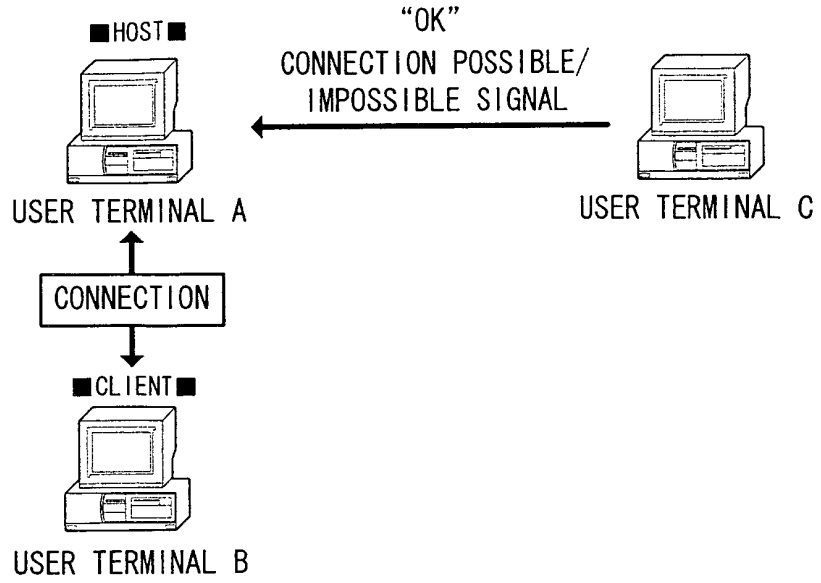 ■HOST■
“OK”
CONNECTION POSSIBLE/
IMPOSSIBLE SIGNAL
USER TERMINAL A
USER TERMINAL C
CONNECTION
■CLIENT■
USER TERMINAL B